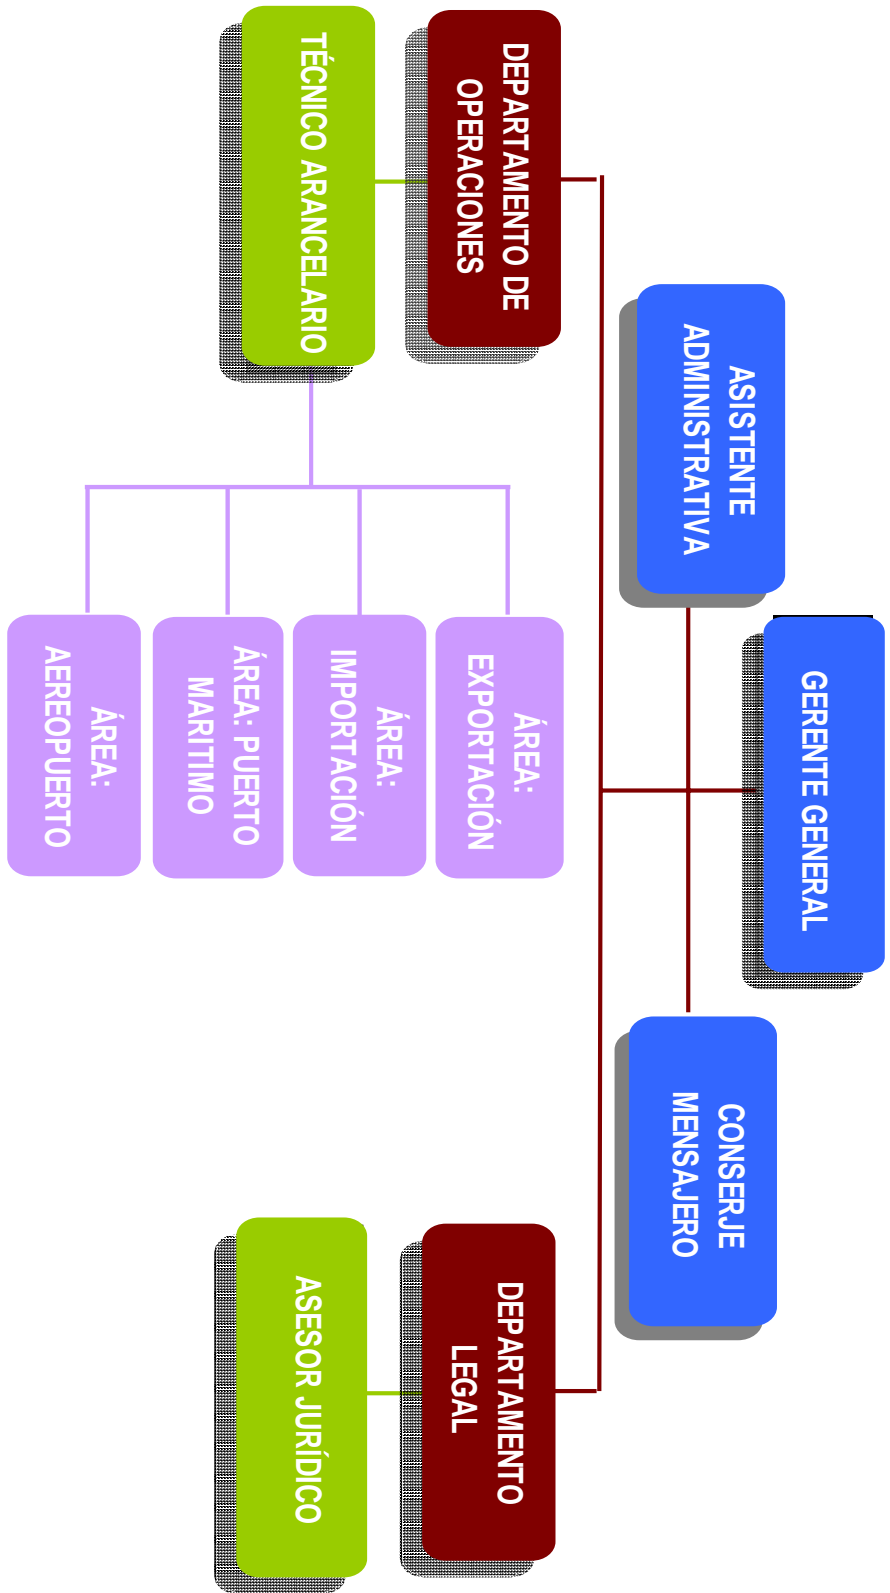 GERENTE GENERAL
ASISTENTE
ADMINISTRATIVA
CONSERJE
MENSAJERO
DEPARTAMENTO DE
OPERACIONES
DEPARTAMENTO
LEGAL
TÉCNICO ARANCELARIO
ASESOR JURÍDICO
ÁREA:
EXPORTACIÓN
ÁREA:
IMPORTACIÓN
ÁREA: PUERTO
MARITIMO
ÁREA:
AEREOPUERTO